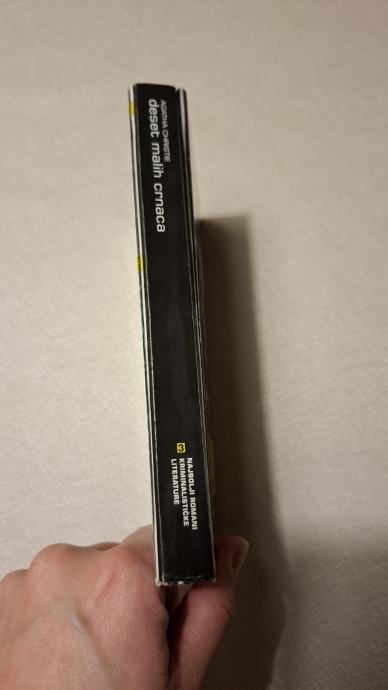 AGATHA CHRISTIE
deset malih crnaca
3
NAJBOLJI ROMANI
KRIMINALISTIČKE
LITERATURE